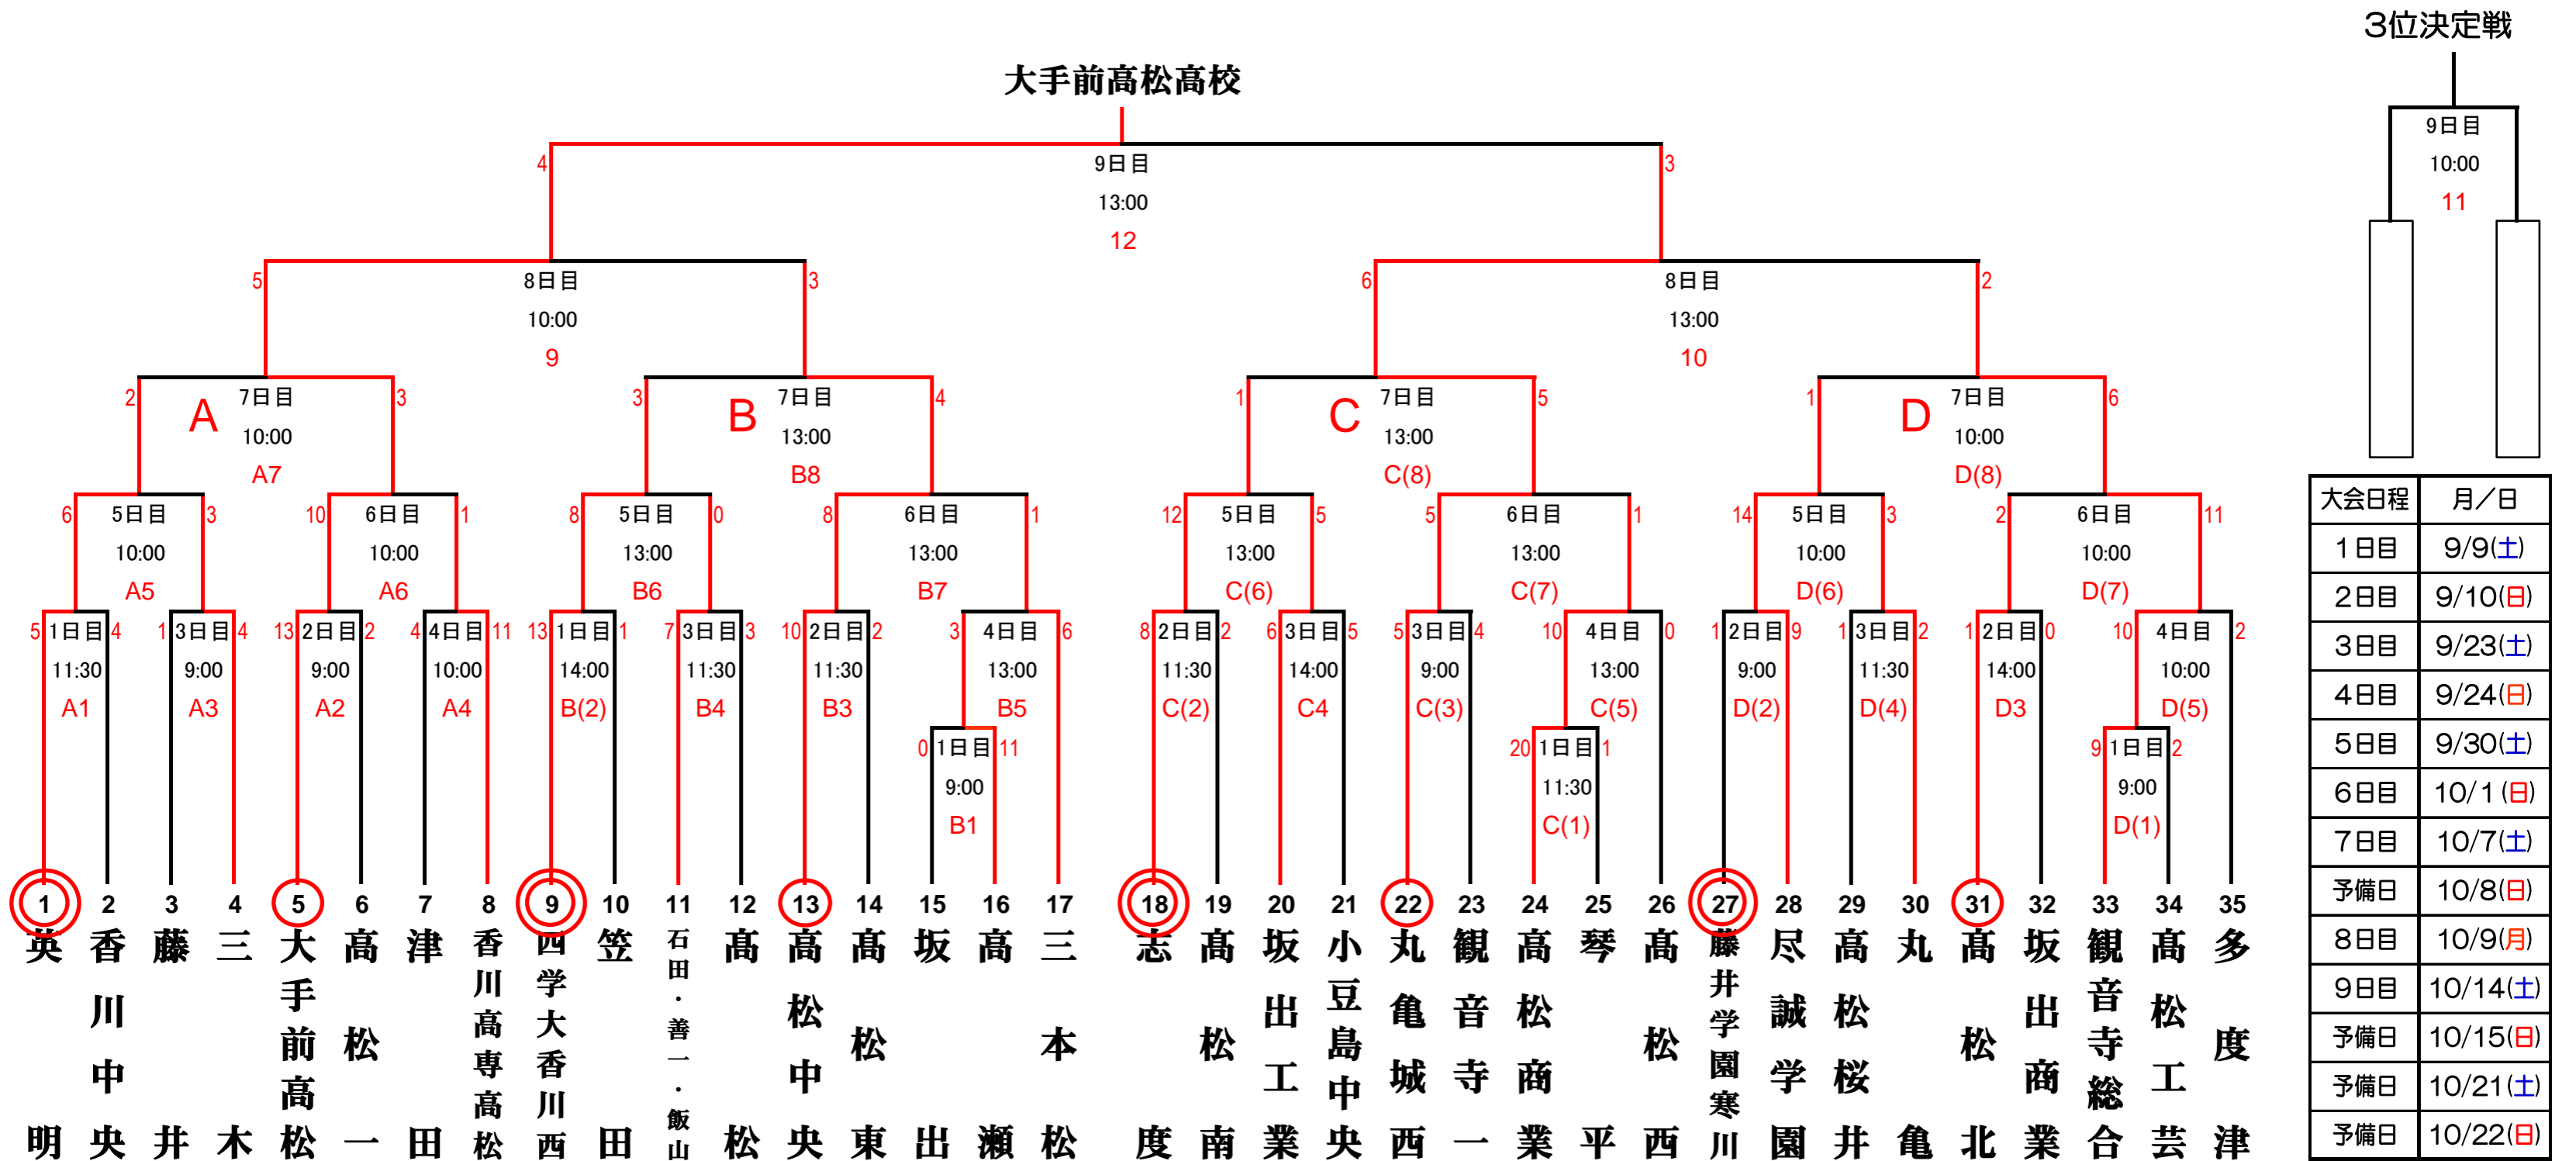 3位決定戦
大手前高松高校
9日目
10:00
11
4
9日目
3
13:00
12
5
8日目
3
10:00
9
6
8日目
2
13:00
10
2
A
7日目
3
10:00
A7
3
B
7日目
4
13:00
B8
1
C
7日目
5
13:00
C(8)
1
D
7日目
6
10:00
D(8)
6
5日目
3
10:00
A5
10
6日目
1
10:00
A6
8
5日目
0
13:00
B6
8
6日目
1
13:00
B7
12
5日目
5
13:00
C(6)
5
6日目
1
13:00
C(7)
14
5日目
3
10:00
D(6)
2
6日目
11
10:00
D(7)
5
1日目
4
11:30
A1
1
3日目
4
9:00
A3
13
2日目
2
9:00
A2
4
4日目
11
10:00
A4
13
1日目
1
14:00
B(2)
7
3日目
3
11:30
B4
10
2日目
2
11:30
B3
3
4日目
6
13:00
B5
8
2日目
2
11:30
C(2)
6
3日目
5
14:00
C4
5
3日目
4
9:00
C(3)
10
4日目
0
13:00
C(5)
1
2日目
9
9:00
D(2)
1
3日目
2
11:30
D(4)
1
2日目
0
14:00
D3
10
4日目
2
10:00
D(5)
0
1日目
11
9:00
B1
20
1日目
1
11:30
C(1)
9
1日目
2
9:00
D(1)
1
英明
2
香川中央
3
藤井
4
三木
5
大手前高松
6
高松一
7
津田
8
香川高専高松
9
四学大香川西
10
笠田
11
石田・善一・飯山
12
高松
13
高松中央
14
高松東
15
坂出
16
高瀬
17
三本松
18
志度
19
高松南
20
坂出工業
21
小豆島中央
22
丸亀城西
23
観音寺一
24
高松商業
25
琴平
26
高松西
27
藤井学園寒川
28
尽誠学園
29
高松桜井
30
丸亀
31
高松北
32
坂出商業
33
観音寺総合
34
高松工芸
35
多度津
大会日程 月/日
1日目 9/9(土)
2日目 9/10(日)
3日目 9/23(土)
4日目 9/24(日)
5日目 9/30(土)
6日目 10/1(日)
7日目 10/7(土)
予備日 10/8(日)
8日目 10/9(月)
9日目 10/14(土)
予備日 10/15(日)
予備日 10/21(土)
予備日 10/22(日)